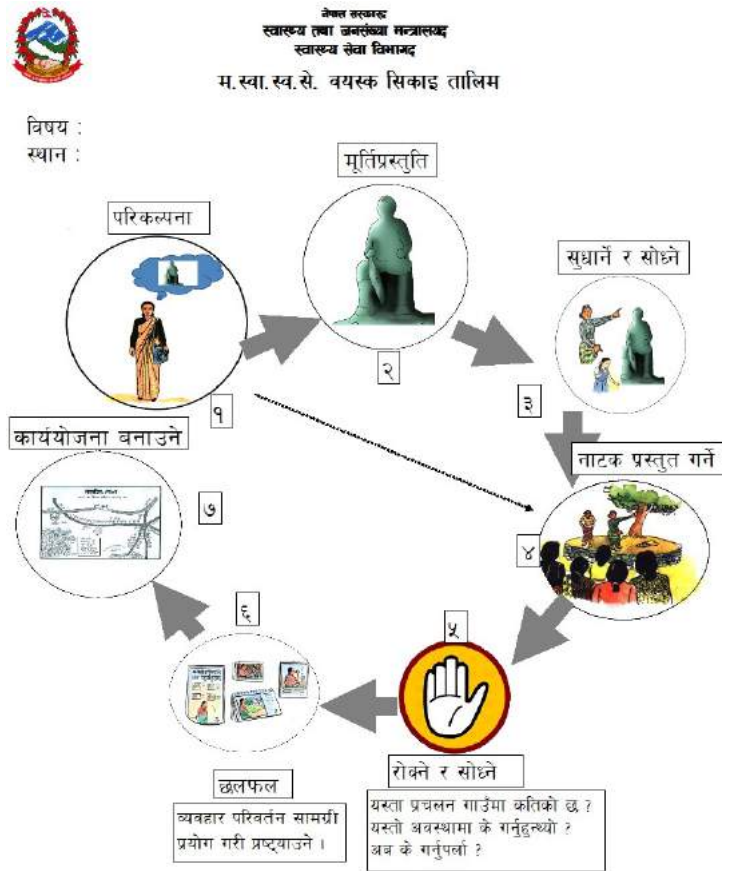 नेपाल सरकार
स्वास्थ्य तथा जनसंख्या मन्त्रालयद
स्वास्थ्य सेवा विभागद
म.स्वा.स्व.से. वयस्क सिकाइ तालिम
विषय :
स्थान :
मूर्तिप्रस्तुति
परिकल्पना
सुधार्ने र सोध्ने
२
३
१
कार्ययोजना बनाउने
नाटक प्रस्तुत गर्ने
७
४
६
५
रोक्ने र सोध्ने
छलफल
यस्ता प्रचलन गाउँमा कतिको छ ?
यस्तो अवस्थामा के गर्नुहुन्थ्यो ?
अब के गर्नुपर्ला ?
व्यवहार परिवर्तन सामग्री
प्रयोग गरी प्रष्ट्याउने ।